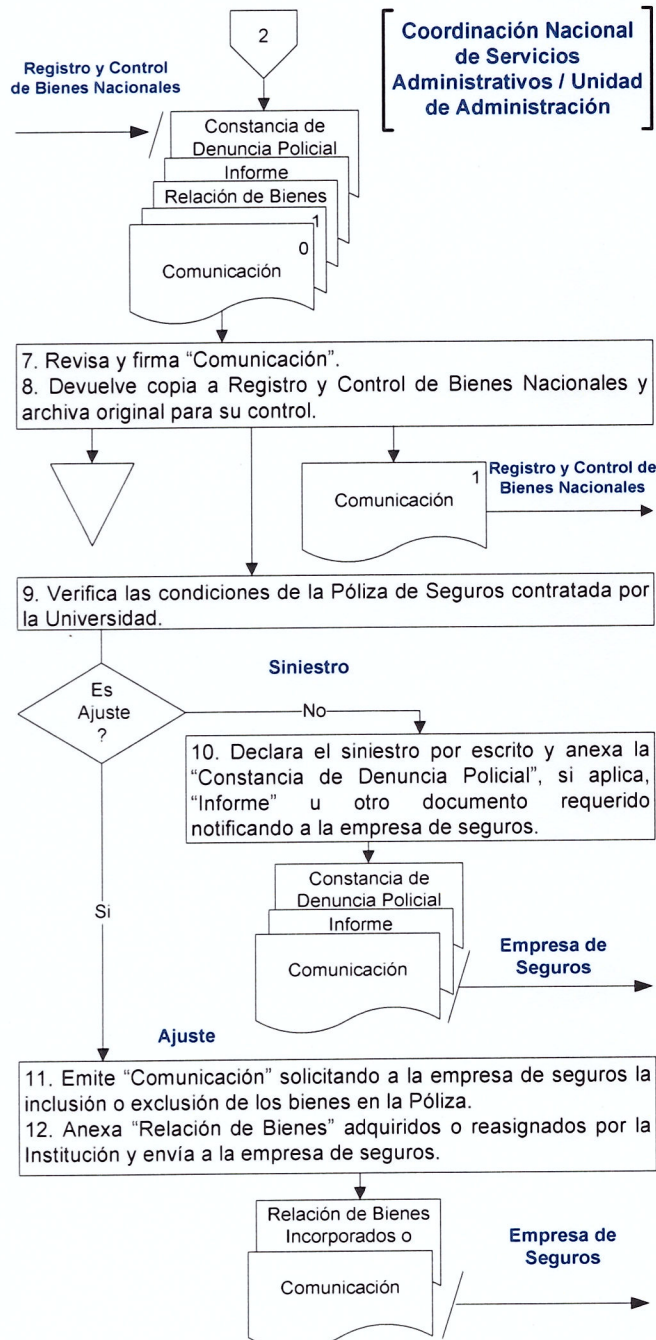 2
Coordinación Nacional
de Servicios
Administrativos / Unidad
de Administración
Registro y Control
de Bienes Nacionales
Constancia de
Denuncia Policial
Informe
Relación de Bienes
1
0
Comunicación
7. Revisa y firma “Comunicación”.
8. Devuelve copia a Registro y Control de Bienes Nacionales y
archiva original para su control.
1
Comunicación
Registro y Control de
Bienes Nacionales
9. Verifica las condiciones de la Póliza de Seguros contratada por
la Universidad.
Es
Ajuste
?
Siniestro
No
10. Declara el siniestro por escrito y anexa la
“Constancia de Denuncia Policial”, si aplica,
“Informe” u otro documento requerido
notificando a la empresa de seguros.
Si
Constancia de
Denuncia Policial
Informe
Comunicación
Empresa de
Seguros
Ajuste
11. Emite “Comunicación” solicitando a la empresa de seguros la
inclusión o exclusión de los bienes en la Póliza.
12. Anexa “Relación de Bienes” adquiridos o reasignados por la
Institución y envía a la empresa de seguros.
Relación de Bienes
Incorporados o
Comunicación
Empresa de
Seguros